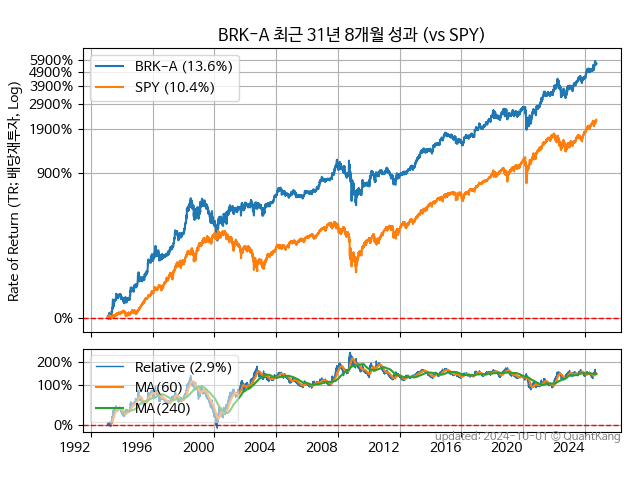 BRK-A 최근 31년 8개월 성과 (vs SPY)
Rate of Return (TR; 배당재투자, Log)
5900%
4900%
3900%
2900%
1900%
900%
0%
BRK-A (13.6%)
SPY (10.4%)
200%
100%
0%
Relative (2.9%)
MA(60)
MA(240)
1992 1996 2000 2004 2008 2012 2016 2020 2024
updated: 2024-10-01 © QuantKang